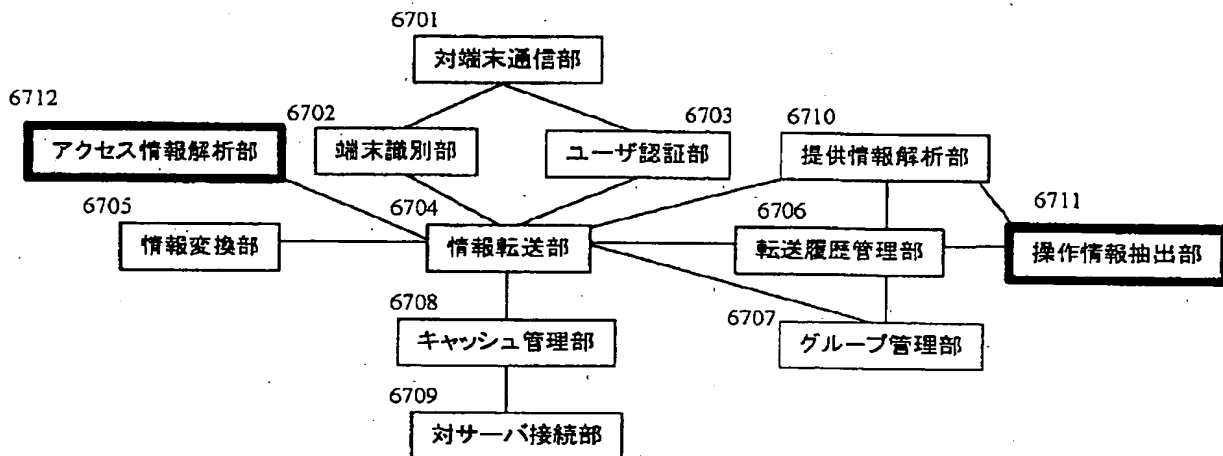 6701
対端末通信部
6712
アクセス情報解析部
6702
端末識別部
6703
ユーザ認証部
6710
提供情報解析部
6705
情報変換部
6704
情報転送部
6706
転送履歴管理部
6711
操作情報抽出部
6708
キャッシュ管理部
6707
グループ管理部
6709
対サーバ接続部